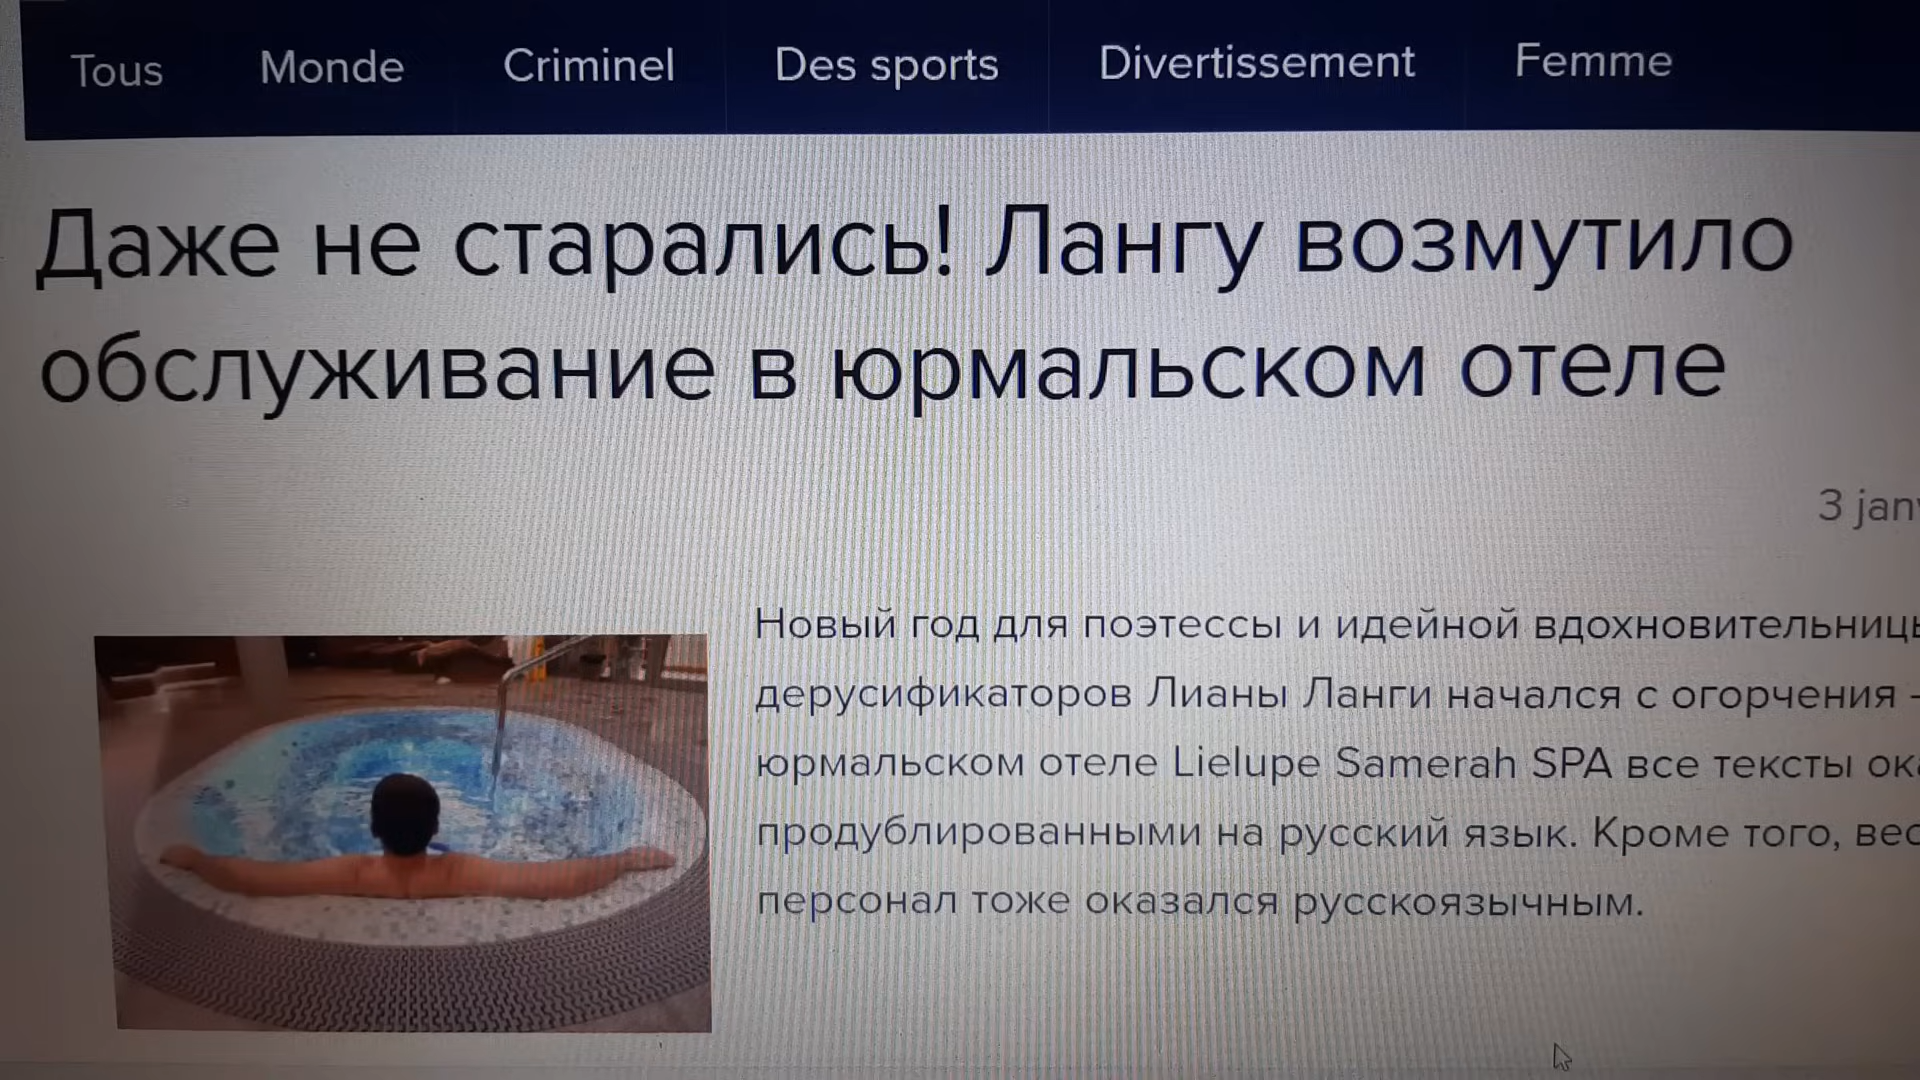 Tous Monde Criminel Des sports Divertissement Femme
Даже не старались! Лангу возмутило
обслуживание в юрмальском отеле
3
Новый год для поэтессы и идейной
дерусификаторов Лианы Ланги начался с огорчения -
юрмальском отеле Lielupe Samerah SPA все тексты
продублированными на русский язык. Кроме того,
персонал тоже оказался русскоязычным.